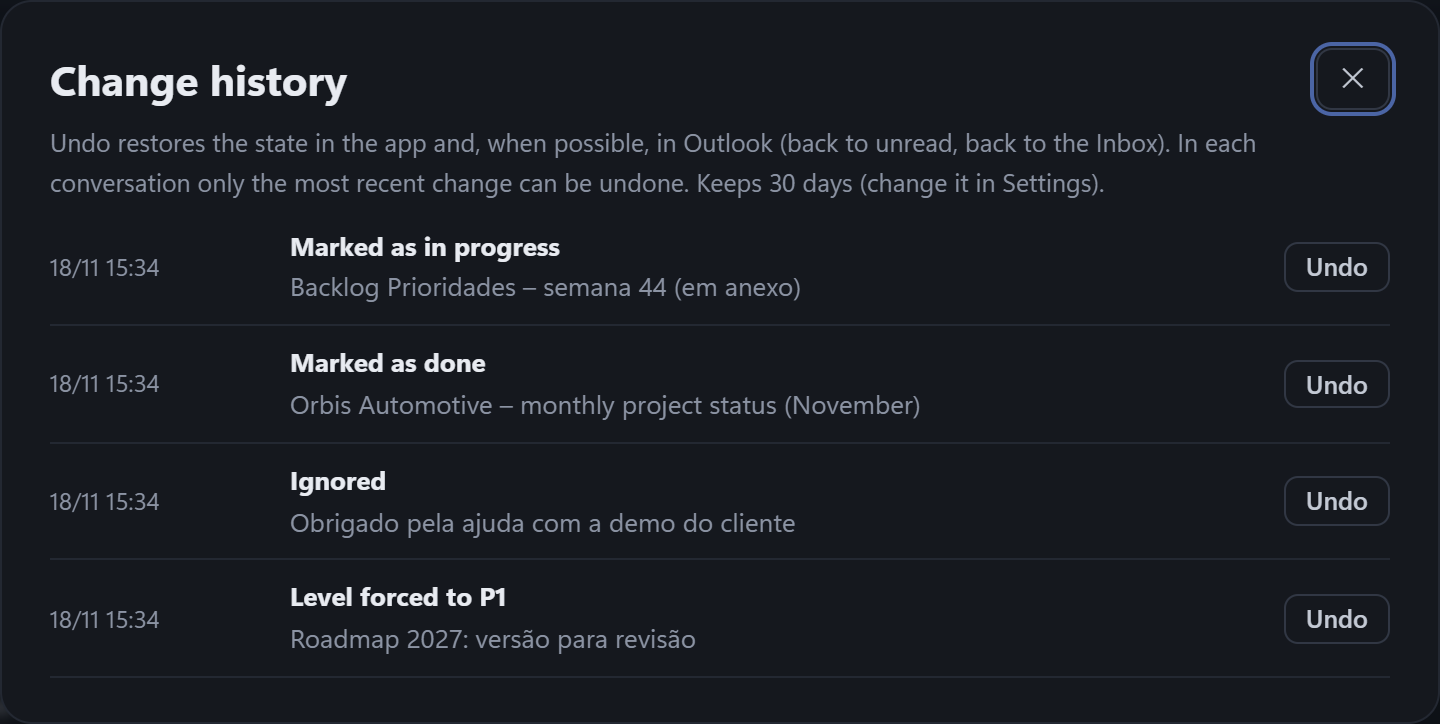 Change history
Undo restores the state in the app and, when possible, in Outlook (back to unread, back to the Inbox). In each
conversation only the most recent change can be undone. Keeps 30 days (change it in Settings).
18/11 15:34
Marked as in progress
Backlog Prioridades – semana 44 (em anexo)
Undo
18/11 15:34
Marked as done
Orbis Automotive – monthly project status (November)
Undo
18/11 15:34
Ignored
Obrigado pela ajuda com a demo do cliente
Undo
18/11 15:34
Level forced to P1
Roadmap 2027: versão para revisão
Undo